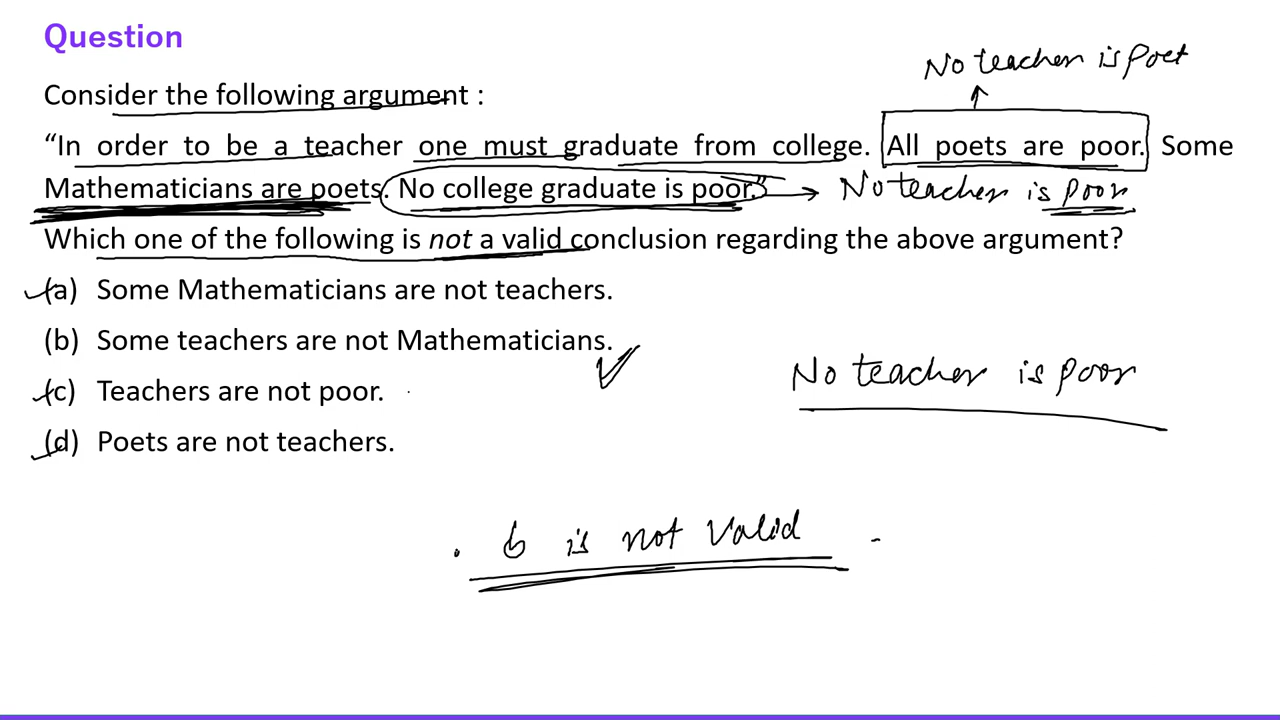 Question
No teacher is poet
Consider the following argument :
“In order to be a teacher one must graduate from college. All poets are poor. Some
Mathematicians are poets. No college graduate is poor.” No teacher is poor
Which one of the following is not a valid conclusion regarding the above argument?
(a) Some Mathematicians are not teachers.
(b) Some teachers are not Mathematicians.
No teacher is poor
(c) Teachers are not poor.
(d) Poets are not teachers.
b is not valid